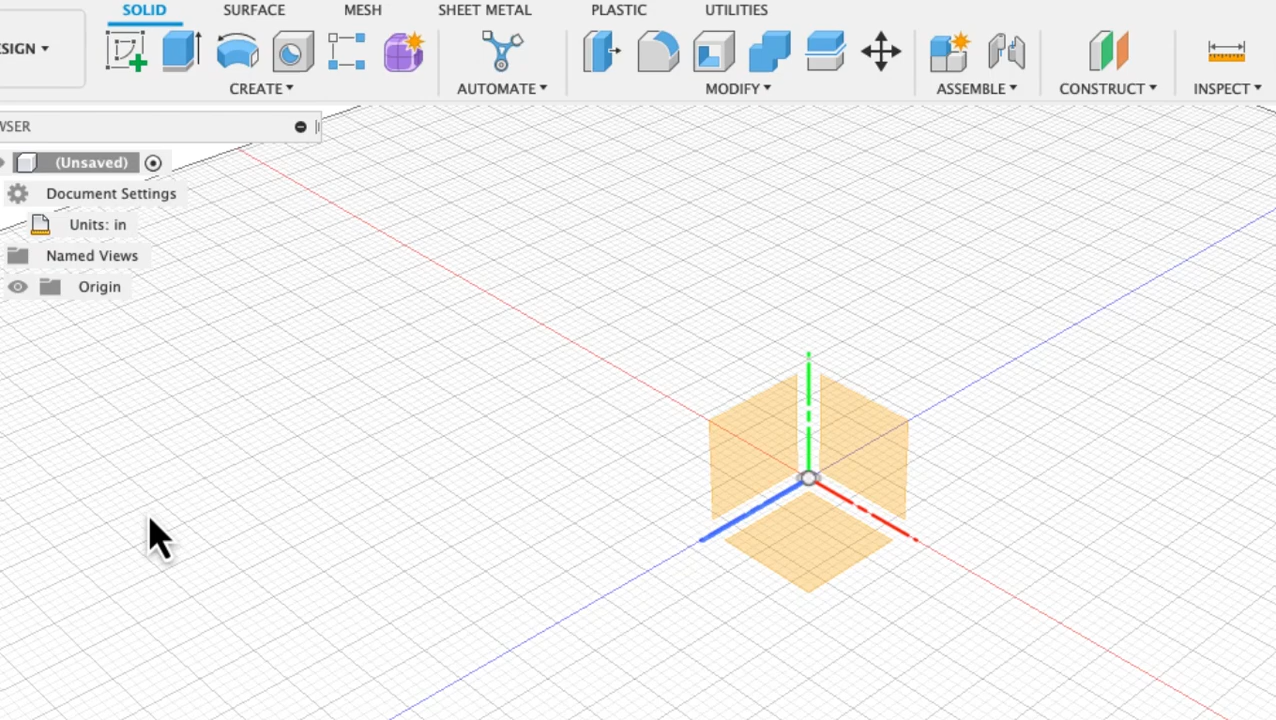 SOLID SURFACE MESH SHEET METAL PLASTIC UTILITIES
ESIGN
CREATE AUTOMATE MODIFY ASSEMBLE CONSTRUCT INSPECT
WSER
(Unsaved)
Document Settings
Units: in
Named Views
Origin